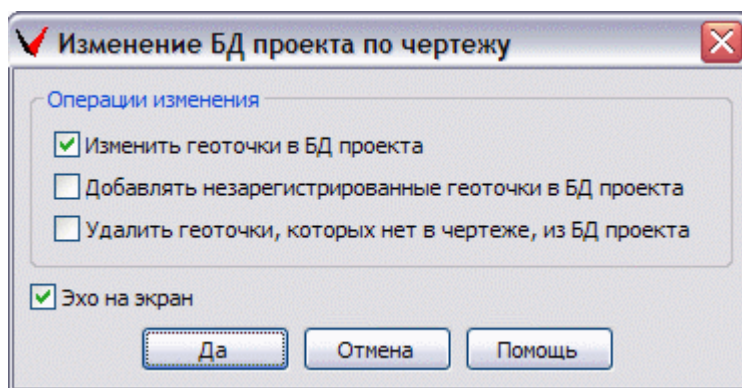 Изменение БД проекта по чертежу
Операции изменения
Изменить геоточки в БД проекта
Добавлять незарегистрированные геоточки в БД проекта
Удалить геоточки, которых нет в чертеже, из БД проекта
Эхо на экран
Да Отмена Помощь